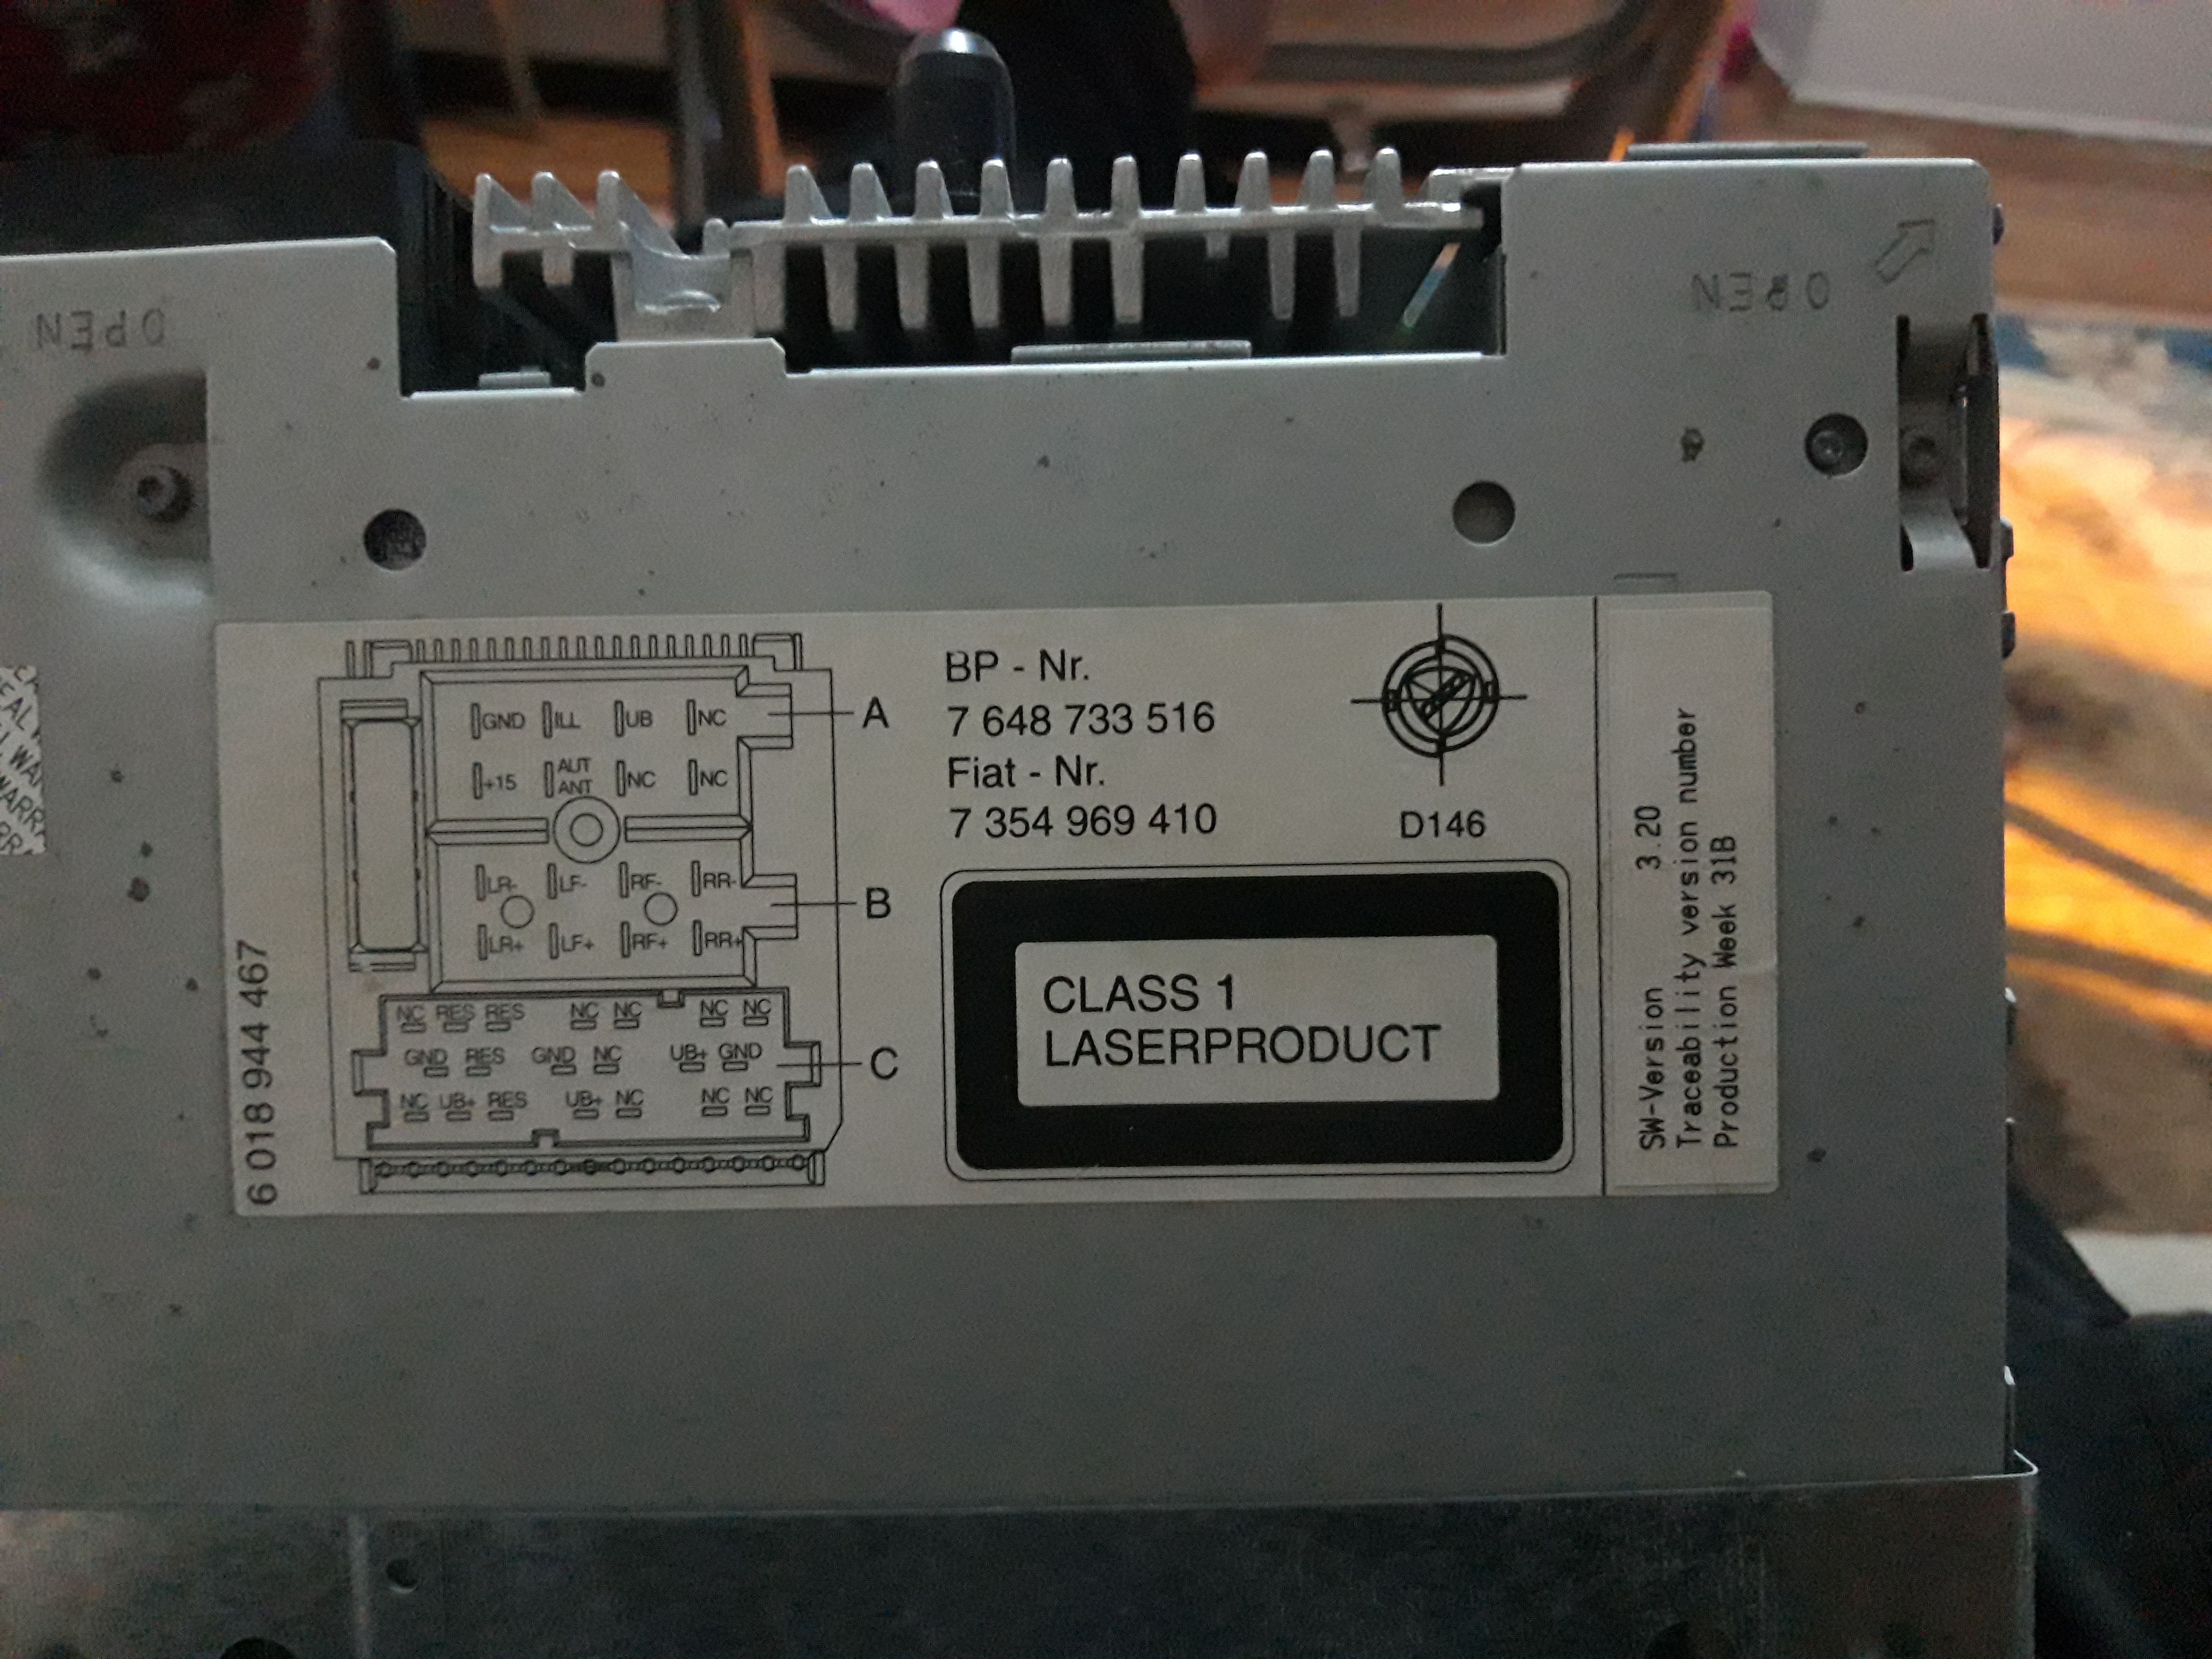 OPEN
OPEN
GND ILL UB NC
A
+15 AUT ANT NC NC
LR- LF- RF- RR-
B
LR+ LF+ RF+ RR+
NC RES RES NC NC NC NC
GND RES GND NC UB+ GND
C
NC UB+ RES UB+ NC NC NC
6 018 944 467
BP - Nr.
7 648 733 516
Fiat - Nr.
7 354 969 410
D146
CLASS 1
LASERPRODUCT
SW-Version 3.20
Traceability version number
Production Week 31B